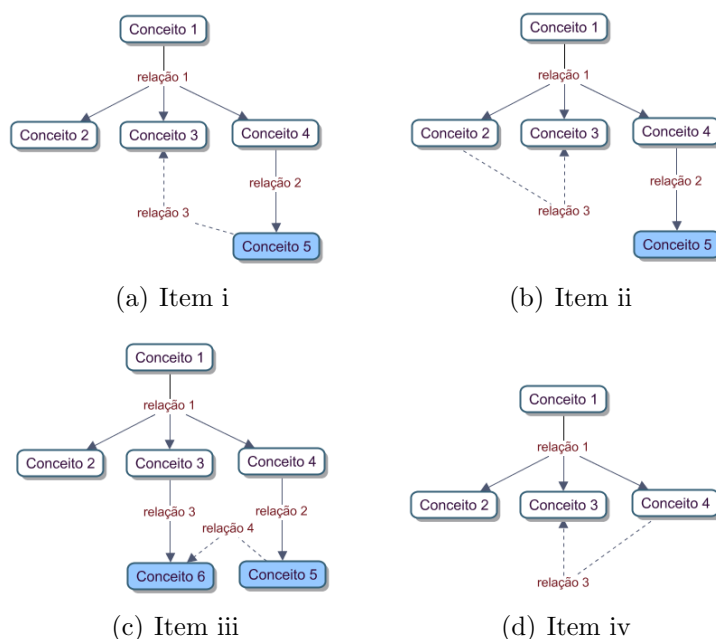 Conceito 1
relação 1
Conceito 2 Conceito 3 Conceito 4
relação 2
relação 3
Conceito 5
(a) Item i
Conceito 1
relação 1
Conceito 2 Conceito 3 Conceito 4
relação 2
relação 3
Conceito 5
(b) Item ii
Conceito 1
relação 1
Conceito 2 Conceito 3 Conceito 4
relação 3 relação 2
relação 4
Conceito 6 Conceito 5
(c) Item iii
Conceito 1
relação 1
Conceito 2 Conceito 3 Conceito 4
relação 3
(d) Item iv